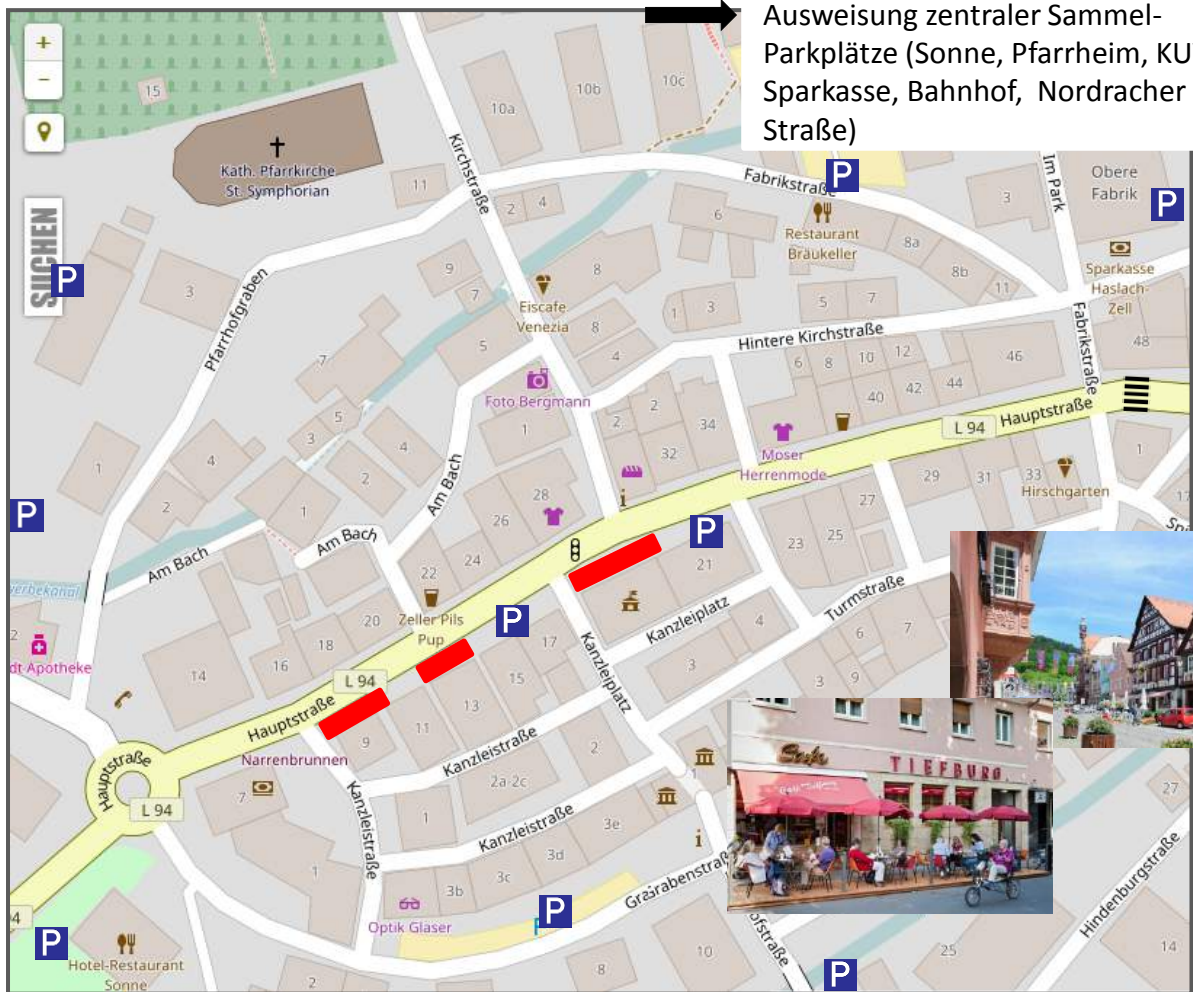 Ausweisung zentraler Sammel-
Parkplätze (Sonne, Pfarrheim, KU
Sparkasse, Bahnhof, Nordracher
Straße)
+
−
SUCHEN
15
10a
10b
10c
Kirchstraße
Kath. Pfarrkirche
St. Symphorian
11
2
4
P
Fabrikstraße
Im Park
3
Obere
Fabrik
P
6
Restaurant
Bräukeller
8a
8b
11
Sparkasse
Haslach-
Zell
P
3
Pfarrhofgraben
9
7
8
Eiscafe
Venezia
5
8
4
1
3
5
7
Hintere Kirchstraße
Fabrikstraße
48
46
6
8
10
12
40
42
44
7
5
3
Foto Bergmann
1
2
2
34
32
L 94
Hauptstraße
Moser
Herrenmode
1
4
2
4
2
1
Am Bach
28
26
24
22
i
P
27
25
23
29
31
33
Hirschgarten
1
17
P
Am Bach
Am Bach
21
Turmstraße
2
dt-Apotheke
18
20
16
14
Zeller Pils
Pup
P
17
15
13
11
9
Kanzleiplatz
Kanzleiplatz
4
3
6
7
3
9
L 94
Hauptstraße
Hauptstraße
L 94
Narrenbrunnen
7
Kanzleistraße
Kanzleistraße
Kanzleistraße
2
2a-2c
1
1
3e
3d
3c
3b
1
i
Cafe
TIEFBURG
27
Optik Glaser
P
Grabenstraß
Hindenburgstraße
ofstraße
P
Hotel-Restaurant
Sonne
2
8
10
P
25
14